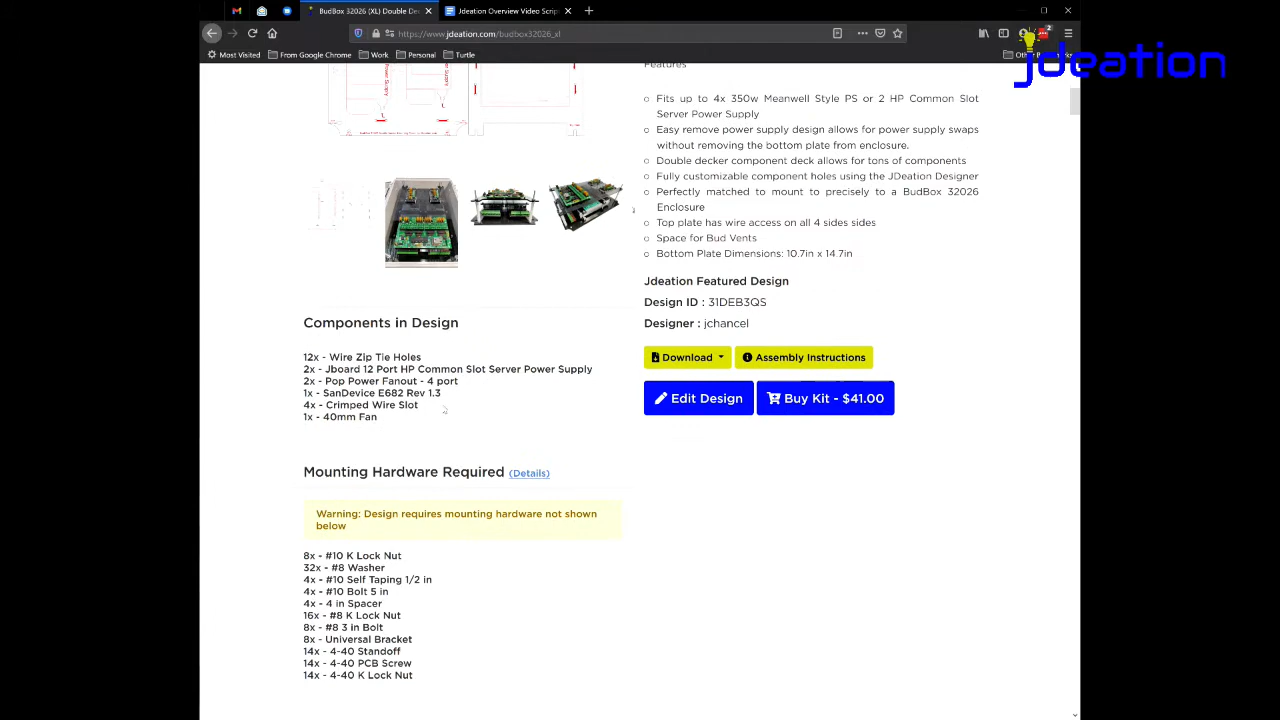 BudBox 32026 (XL) Double De
Jdeation Overview Video Scrip
https://www.jdeation.com/budbox32026_xl
2
Most Visited
From Google Chrome
Work
Personal
Turtle
Other
jdeation
Power Supply
Features
Fits up to 4x 350w Meanwell Style PS or 2 HP Common Slot
Server Power Supply
Easy remove power supply design allows for power supply swaps
without removing the bottom plate from enclosure.
Double decker component deck allows for tons of components
Fully customizable component holes using the JDeation Designer
Perfectly matched to mount to precisely to a BudBox 32026
Enclosure
Top plate has wire access on all 4 sides sides
Space for Bud Vents
Bottom Plate Dimensions: 10.7in x 14.7in
Jdeation Featured Design
Design ID : 31DEB3QS
Designer : jchancel
Download
Assembly Instructions
Edit Design
Buy Kit - $41.00
Components in Design
12x - Wire Zip Tie Holes
2x - Jboard 12 Port HP Common Slot Server Power Supply
2x - Pop Power Fanout - 4 port
1x - SanDevice E682 Rev 1.3
4x - Crimped Wire Slot
1x - 40mm Fan
Mounting Hardware Required (Details)
Warning: Design requires mounting hardware not shown
below
8x - #10 K Lock Nut
32x - #8 Washer
4x - #10 Self Taping 1/2 in
4x - #10 Bolt 5 in
4x - 4 in Spacer
16x - #8 K Lock Nut
8x - #8 3 in Bolt
8x - Universal Bracket
14x - 4-40 Standoff
14x - 4-40 PCB Screw
14x - 4-40 K Lock Nut